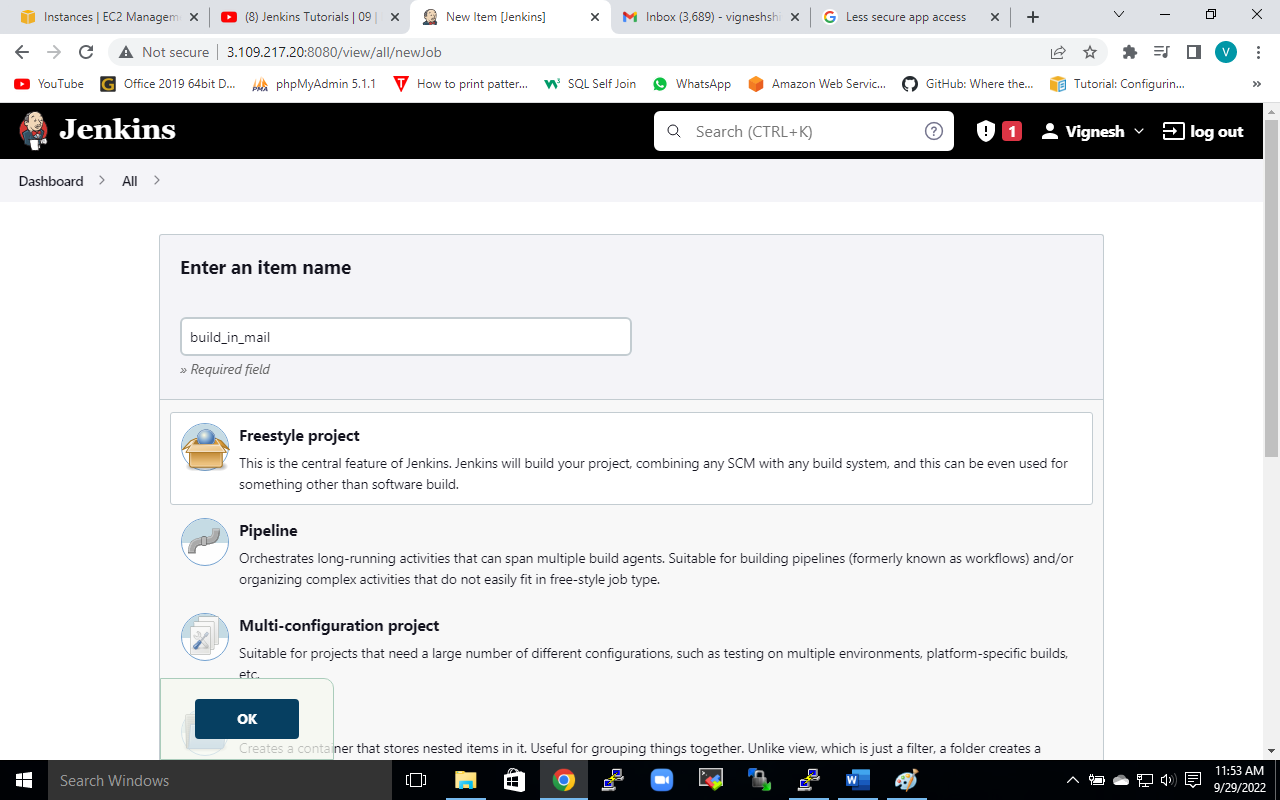 Instances | EC2 Managem
(8) Jenkins Tutorials | 09 |
New Item [Jenkins]
Inbox (3,689) - vigneshshi
Less secure app access
Not secure
3.109.217.20:8080/view/all/newJob
V
YouTube
Office 2019 64bit D...
phpMyAdmin 5.1.1
How to print patter...
SQL Self Join
WhatsApp
Amazon Web Servic...
GitHub: Where the...
Tutorial: Configurin...
»
Jenkins
Search (CTRL+K)
1
Vignesh
log out
Dashboard
All
Enter an item name
build_in_mail
» Required field
Freestyle project
This is the central feature of Jenkins. Jenkins will build your project, combining any SCM with any build system, and this can be even used for
something other than software build.
Pipeline
Orchestrates long-running activities that can span multiple build agents. Suitable for building pipelines (formerly known as workflows) and/or
organizing complex activities that do not easily fit in free-style job type.
Multi-configuration project
Suitable for projects that need a large number of different configurations, such as testing on multiple environments, platform-specific builds,
etc.
OK
Creates a container that stores nested items in it. Useful for grouping things together. Unlike view, which is just a filter, a folder creates a
Search Windows
11:53 AM
9/29/2022